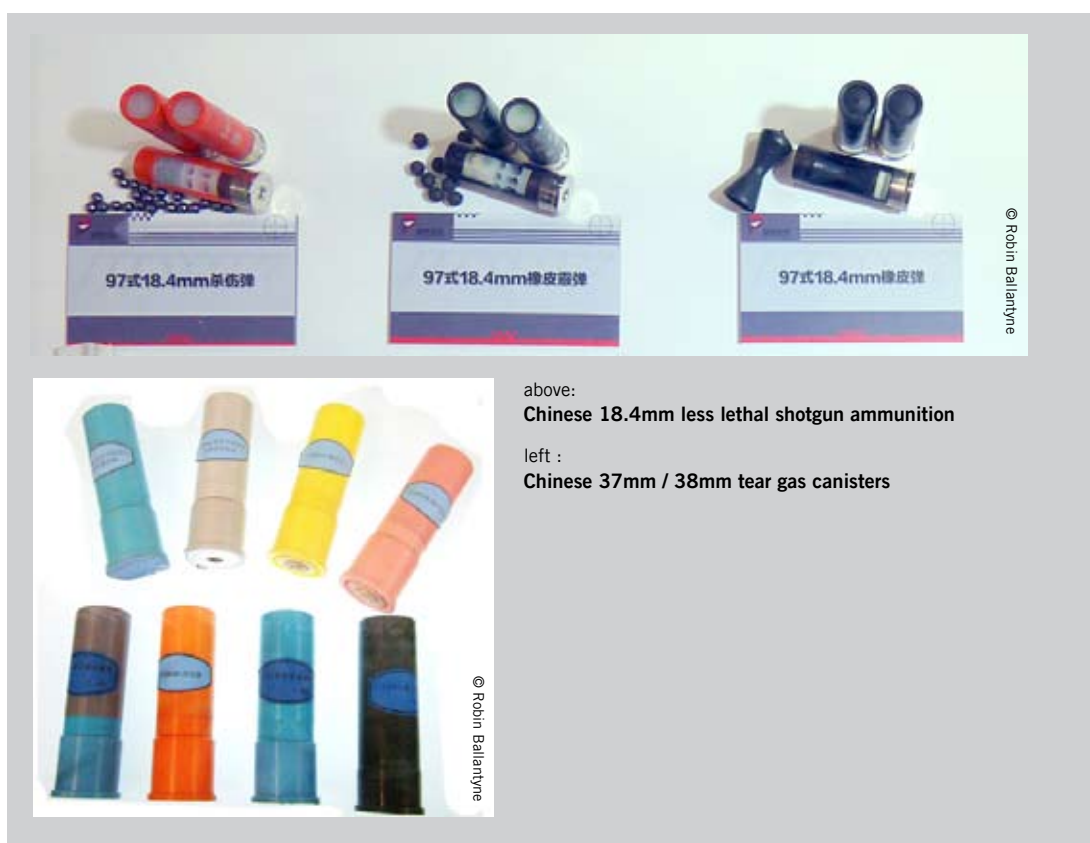 97式18.4mm杀伤弹
97式18.4mm橡皮霰弹
97式18.4mm橡皮弹
© Robin Ballantyne
above:
Chinese 18.4mm less lethal shotgun ammunition
left :
Chinese 37mm / 38mm tear gas canisters
© Robin Ballantyne